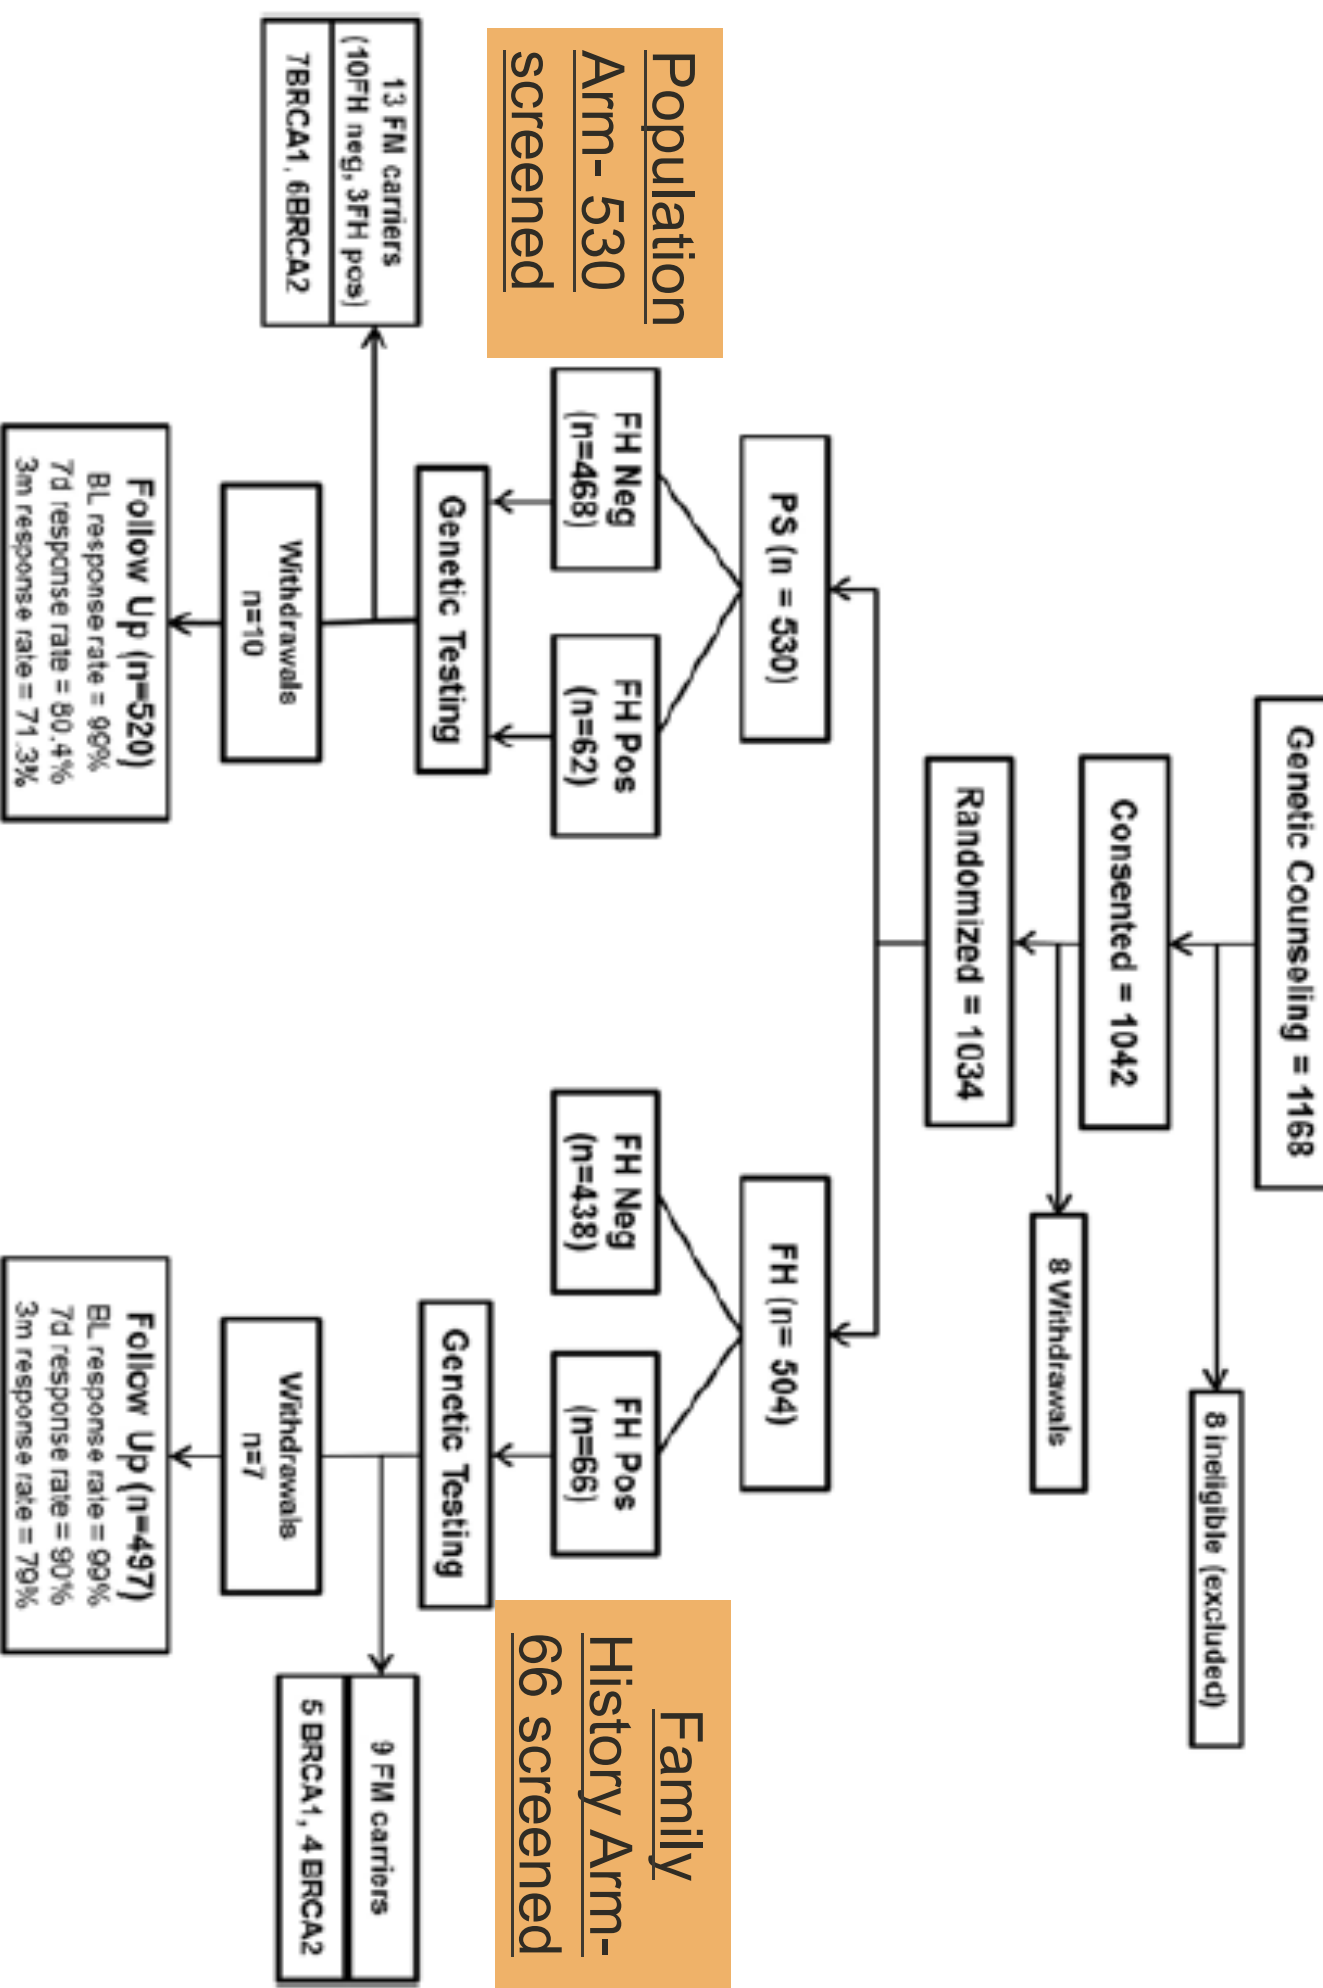 Genetic Counseling = 1168
8 ineligible (excluded)
Consented = 1042
8 Withdrawals
Randomized = 1034
PS (n = 530)
FH (n= 504)
Population
Arm- 530
screened
FH Neg
(n=468)
FH Pos
(n=62)
FH Neg
(n=438)
FH Pos
(n=66)
Family
History Arm-
66 screened
Genetic Testing
Genetic Testing
13 FM carriers
(10FH neg, 3FH pos)
7BRCA1, 6BRCA2
9 FM carriers
5 BRCA1, 4 BRCA2
Withdrawals
n=10
Withdrawals
n=7
Follow Up (n=520)
BL response rate = 99%
7d response rate = 80.4%
3m response rate = 71.3%
Follow Up (n=497)
BL response rate = 99%
7d response rate = 90%
3m response rate = 79%